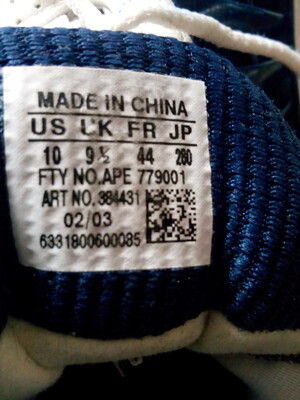 MADE IN CHINA
US UK FR JP
10 9½ 44 280
FTY NO.APE 779001
ART NO. 384431
02/03
6331800600085